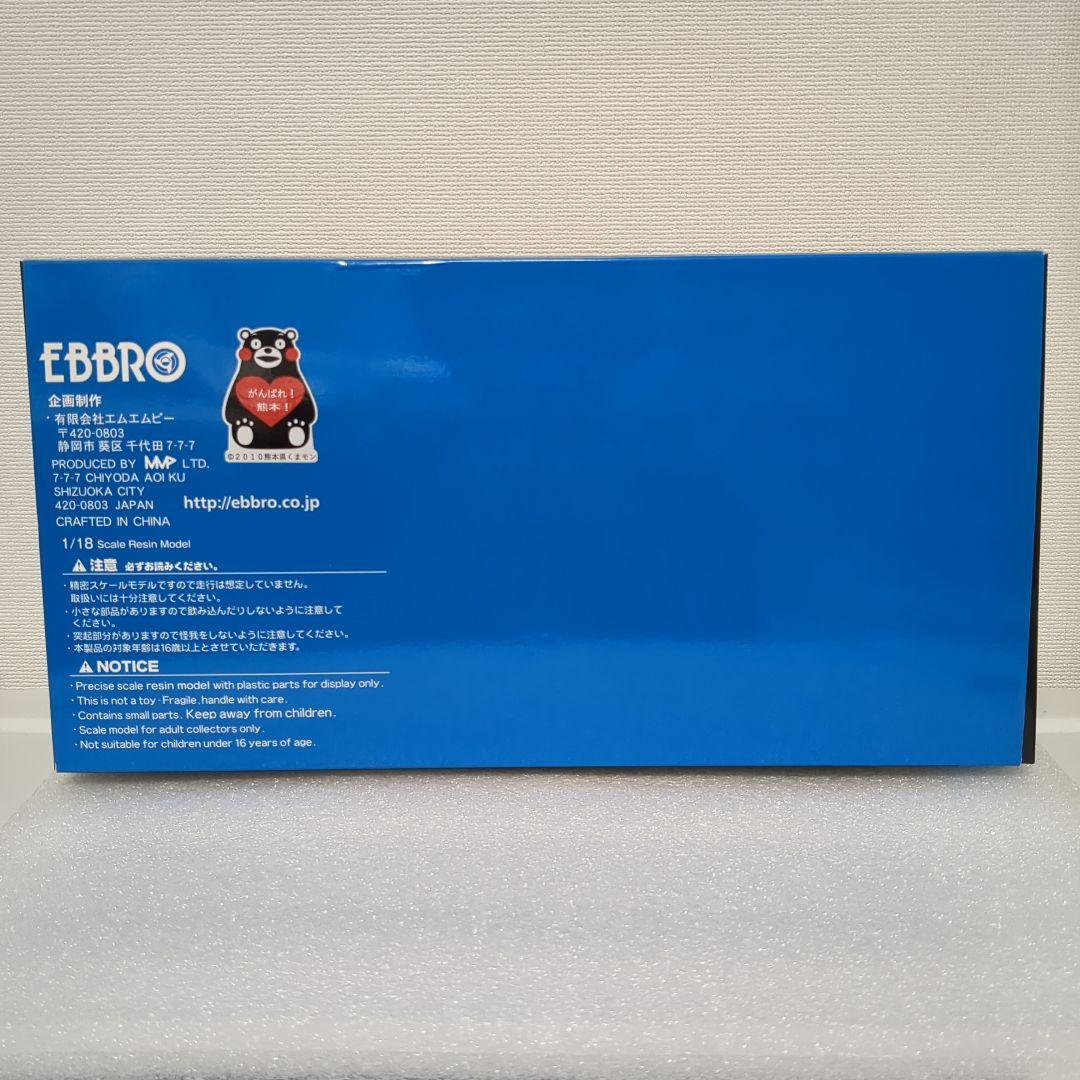 EBBRO
企画制作
・有限会社エムエムピー
〒420-0803
静岡市 葵区 千代田 7-7-7
PRODUCED BY MMP LTD.
7-7-7 CHIYODA AOI KU
SHIZUOKA CITY
420-0803 JAPAN
CRAFTED IN CHINA
がんばれ！
熊本！
©2010熊本県くまモン
http://ebbro.co.jp
1/18 Scale Resin Model
注意 必ずお読みください。
・精密スケールモデルですので走行は想定していません。
取扱いには十分注意してください。
・小さな部品がありますので飲み込んだりしないように注意して
ください。
・突起部分がありますので怪我をしないように注意してください。
・本製品の対象年齢は16歳以上とさせていただきます。
NOTICE
・Precise scale resin model with plastic parts for display only.
・This is not a toy・Fragile, handle with care.
・Contains small parts. Keep away from children.
・Scale model for adult collectors only.
・Not suitable for children under 16 years of age.